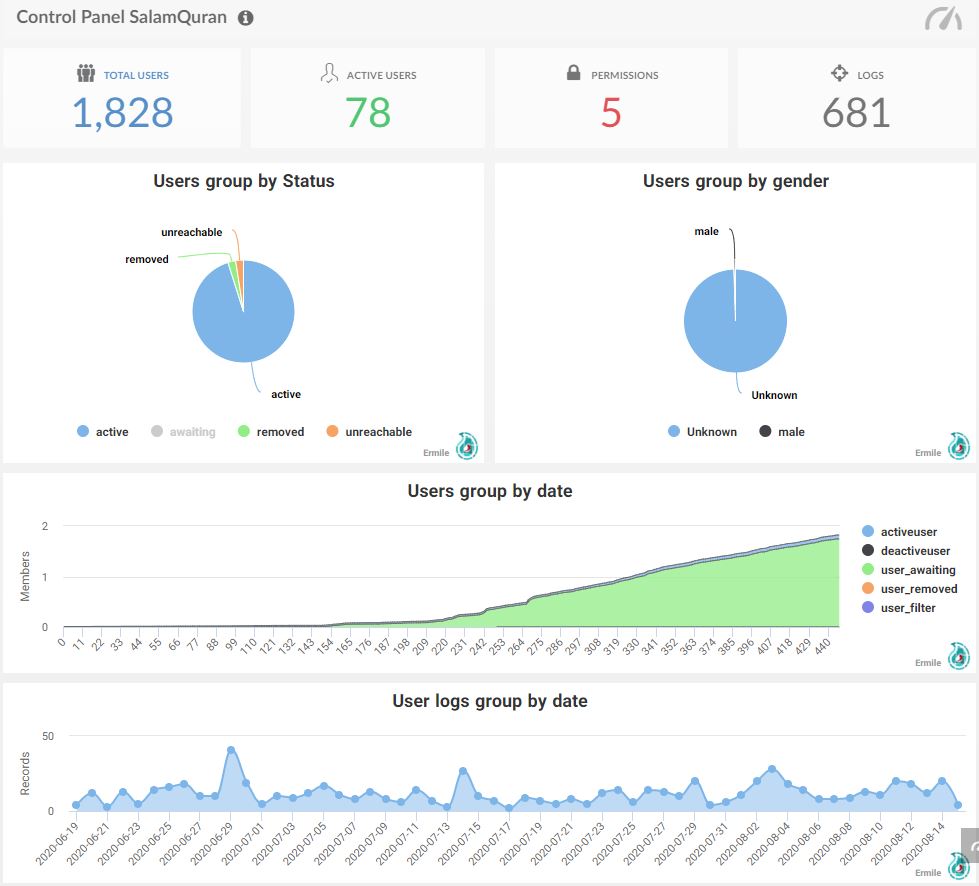 Control Panel SalamQuran
TOTAL USERS
1,828
ACTIVE USERS
78
PERMISSIONS
5
LOGS
681
Users group by Status
unreachable
removed
active
active awaiting removed unreachable
Ermile
Users group by gender
male
Unknown
Unknown male
Ermile
Users group by date
Members
2
1
0
0 11 22 33 44 55 66 77 88 99 110 121 132 143 154 165 176 187 198 209 220 231 242 253 264 275 286 297 308 319 330 341 352 363 374 385 396 407 418 429 440
activeuser
deactiveuser
user_awaiting
user_removed
user_filter
Ermile
User logs group by date
Records
50
0
2020-06-19 2020-06-21 2020-06-23 2020-06-25 2020-06-27 2020-06-29 2020-07-01 2020-07-03 2020-07-05 2020-07-07 2020-07-09 2020-07-11 2020-07-13 2020-07-15 2020-07-17 2020-07-19 2020-07-21 2020-07-23 2020-07-25 2020-07-27 2020-07-29 2020-07-31 2020-08-02 2020-08-04 2020-08-06 2020-08-08 2020-08-10 2020-08-12 2020-08-14
Ermile